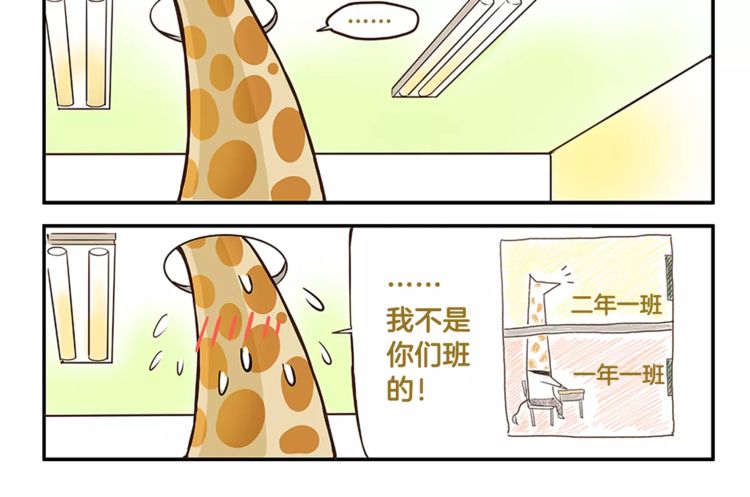 ……
……
我不是
你们班
的！
二年一班
一年一班